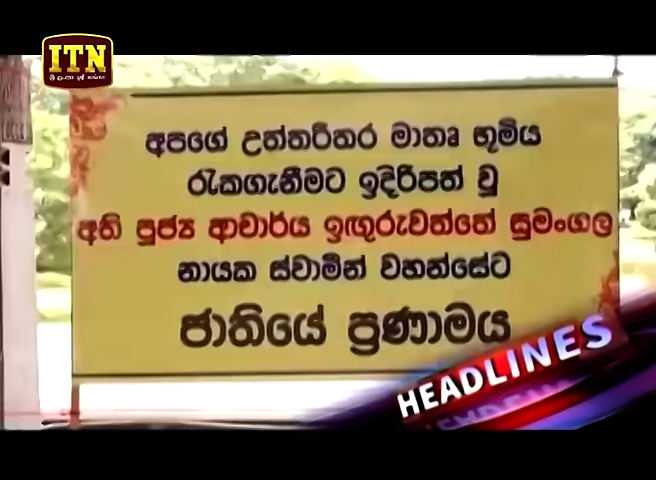 ITN
අපගේ උත්තරීතර මාතෘ භූමිය
රැකගැනීමට ඉදිරිපත් වූ
අති පූජ්‍ය ආචාර්ය ඉඟුරුවත්තේ සුමංගල
නායක ස්වාමීන් වහන්සේට
ජාතියේ ප්‍රණාමය
HEADLINES